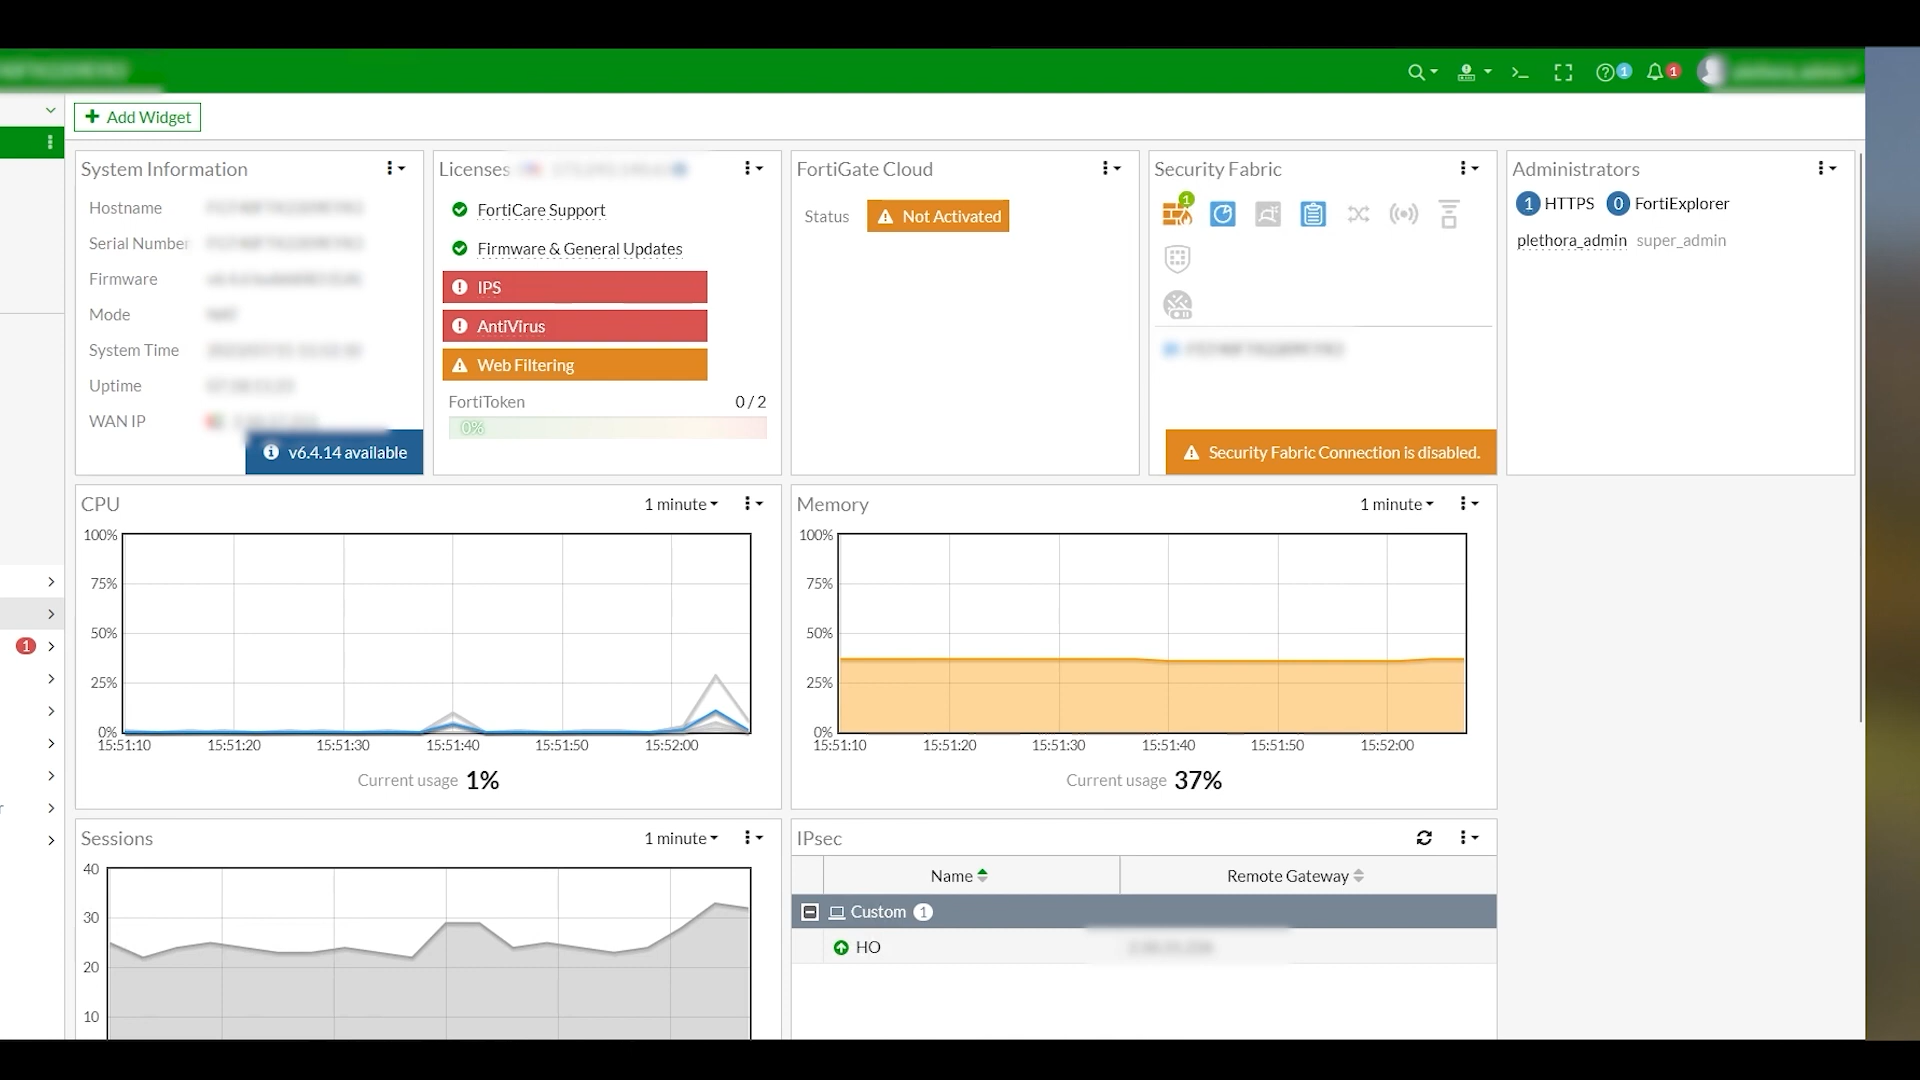 1
1
Add Widget
System Information
Hostname
Serial Number
Firmware
Mode
System Time
Uptime
WAN IP
v6.4.14 available
Licenses
FortiCare Support
Firmware & General Updates
IPS
AntiVirus
Web Filtering
FortiToken 0 / 2
0%
FortiGate Cloud
Status Not Activated
Security Fabric
1
Security Fabric Connection is disabled.
Administrators
1 HTTPS 0 FortiExplorer
plethora_admin super_admin
1
CPU 1 minute
100%
75%
50%
25%
0%
15:51:10 15:51:20 15:51:30 15:51:40 15:51:50 15:52:00
Current usage 1%
Memory 1 minute
100%
75%
50%
25%
0%
15:51:10 15:51:20 15:51:30 15:51:40 15:51:50 15:52:00
Current usage 37%
Sessions 1 minute
40
30
20
10
IPsec
Name Remote Gateway
Custom 1
HO